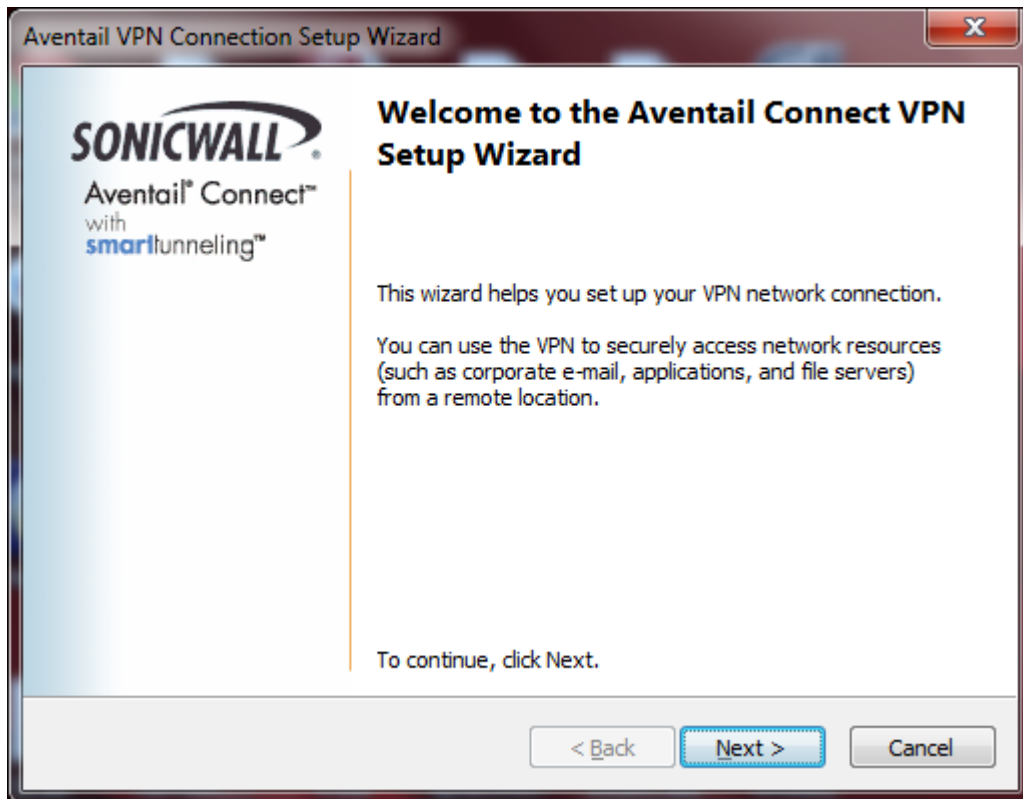 Aventail VPN Connection Setup Wizard
X
SONICWALL®
Aventail® Connect™
with
smarttunneling™
Welcome to the Aventail Connect VPN
Setup Wizard
This wizard helps you set up your VPN network connection.
You can use the VPN to securely access network resources
(such as corporate e-mail, applications, and file servers)
from a remote location.
To continue, click Next.
< Back
Next >
Cancel